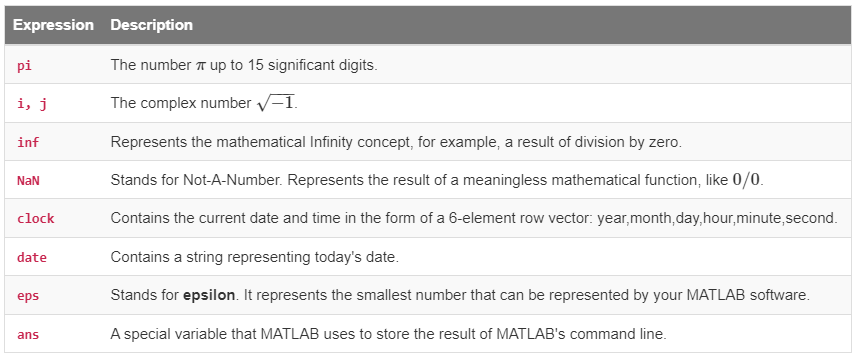 Expression Description
pi The number π up to 15 significant digits.
i, j The complex number √−1.
inf Represents the mathematical Infinity concept, for example, a result of division by zero.
NaN Stands for Not-A-Number. Represents the result of a meaningless mathematical function, like 0/0.
clock Contains the current date and time in the form of a 6-element row vector: year,month,day,hour,minute,second.
date Contains a string representing today's date.
eps Stands for epsilon. It represents the smallest number that can be represented by your MATLAB software.
ans A special variable that MATLAB uses to store the result of MATLAB's command line.